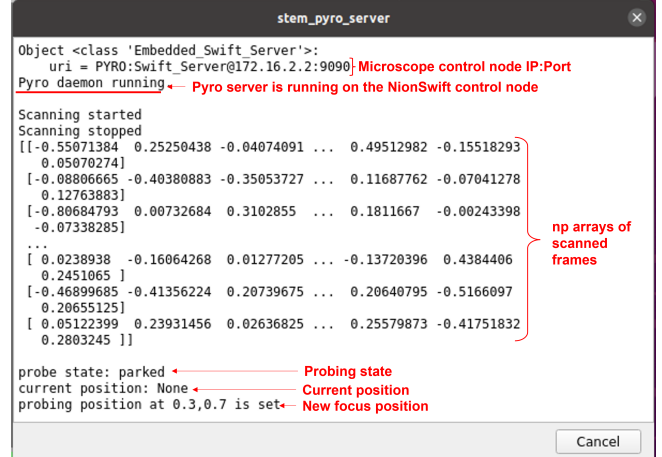 stem_pyro_server
Object <class 'Embedded_Swift_Server'>:
uri = PYRO:Swift_Server@172.16.2.2:9090 Microscope control node IP:Port
Pyro daemon running Pyro server is running on the NionSwift control node
Scanning started
Scanning stopped
[[-0.55071384 0.25250438 -0.04074091 ... 0.49512982 -0.15518293
0.05070274]
[-0.08806665 -0.40380883 -0.35053727 ... 0.11687762 -0.07041278
0.12763883]
[-0.80684793 0.00732684 0.3102855 ... 0.1811667 -0.00243398
-0.07338285]
...
[ 0.0238938 -0.16064268 0.01277205 ... -0.13720396 0.4384406
0.2451065 ]
[-0.46899685 -0.41356224 0.20739675 ... 0.20640795 -0.5166097
0.20655125]
[ 0.05122399 0.23931456 0.02636825 ... 0.25579873 -0.41751832
0.2803245 ]]
np arrays of
scanned
frames
probe state: parked Probing state
current position: None Current position
probing position at 0.3,0.7 is set New focus position
Cancel